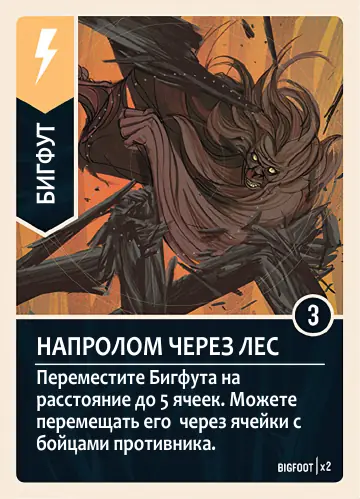 БИГФУТ
3
НАПРОЛОМ ЧЕРЕЗ ЛЕС
Переместите Бигфута на
расстояние до 5 ячеек. Можете
перемещать его через ячейки с
бойцами противника.
BIGFOOT | x2